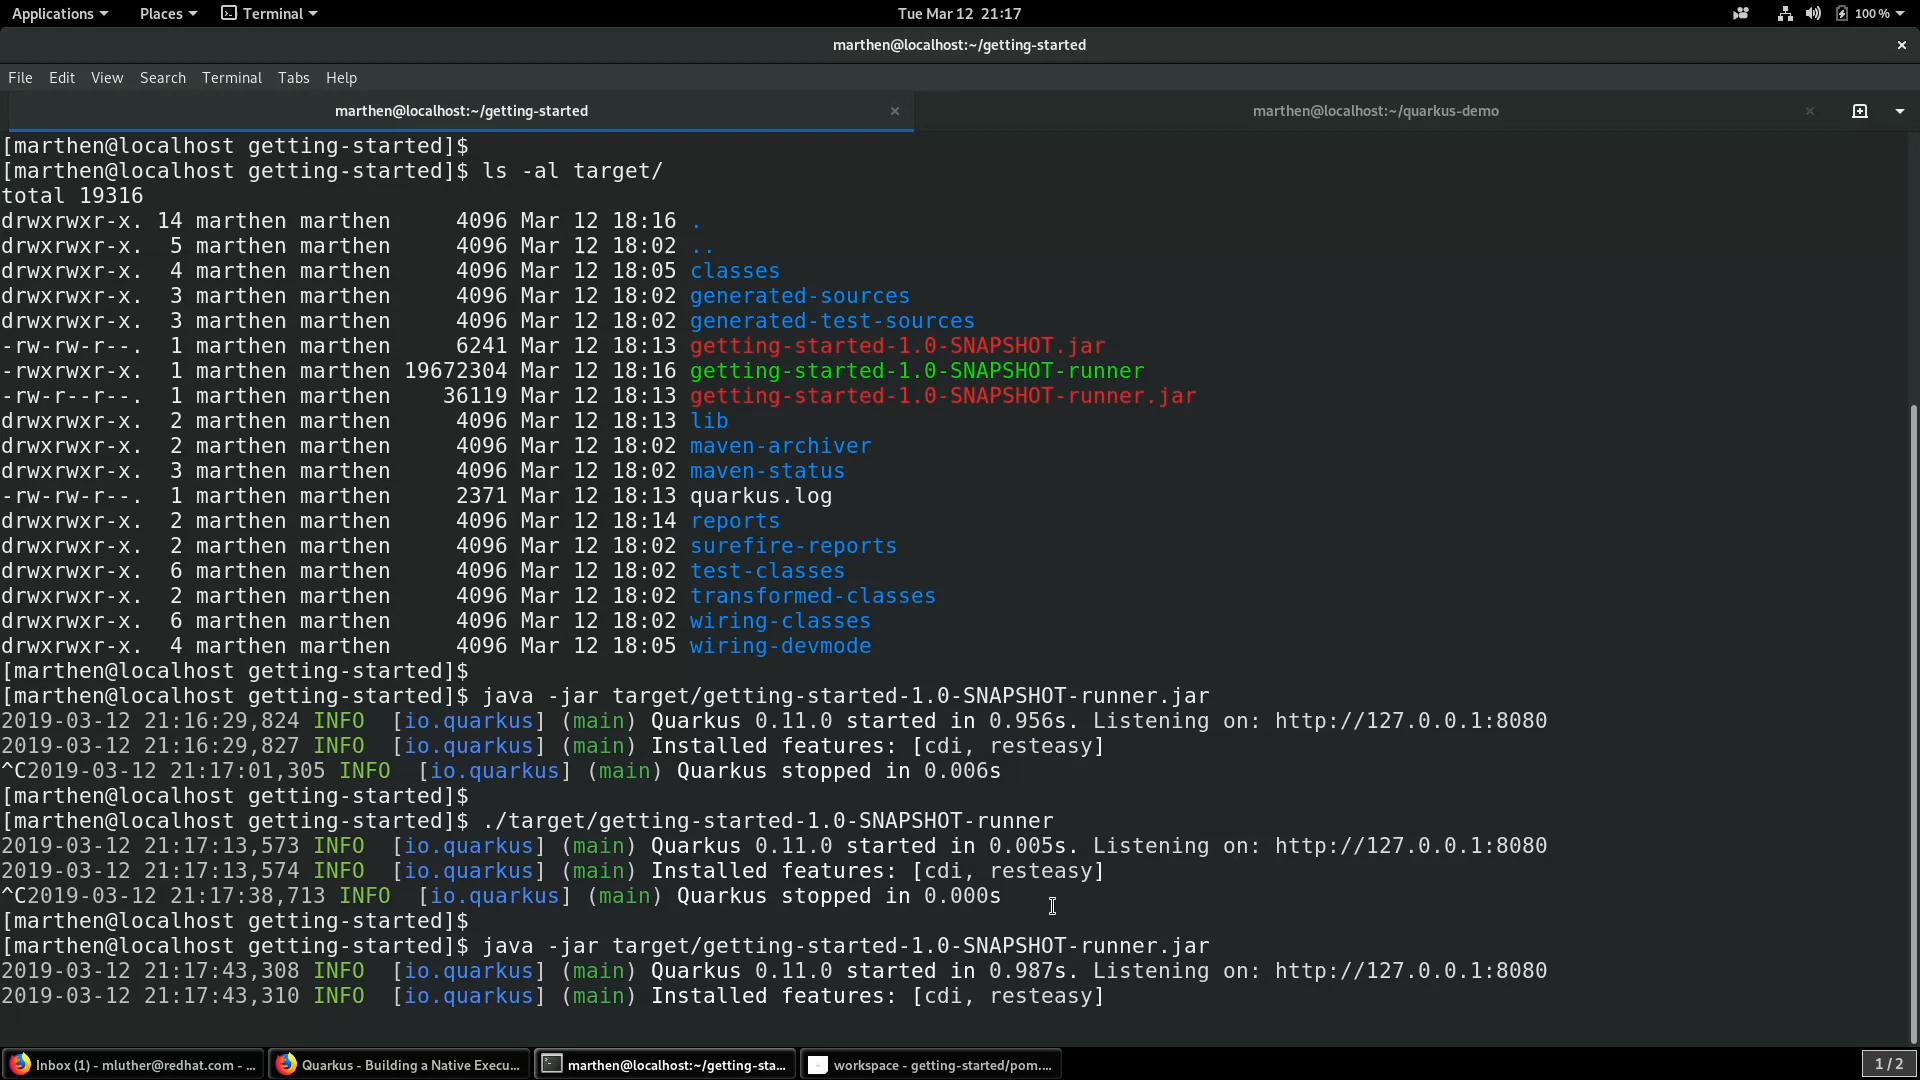 Applications Places Terminal Tue Mar 12 21:17 100 %
marthen@localhost:~/getting-started
File Edit View Search Terminal Tabs Help
marthen@localhost:~/getting-started marthen@localhost:~/quarkus-demo
[marthen@localhost getting-started]$
[marthen@localhost getting-started]$ ls -al target/
total 19316
drwxrwxr-x. 14 marthen marthen     4096 Mar 12 18:16 .
drwxrwxr-x.  5 marthen marthen     4096 Mar 12 18:02 ..
drwxrwxr-x.  4 marthen marthen     4096 Mar 12 18:05 classes
drwxrwxr-x.  3 marthen marthen     4096 Mar 12 18:02 generated-sources
drwxrwxr-x.  3 marthen marthen     4096 Mar 12 18:02 generated-test-sources
-rw-rw-r--.  1 marthen marthen     6241 Mar 12 18:13 getting-started-1.0-SNAPSHOT.jar
-rwxrwxr-x.  1 marthen marthen 19672304 Mar 12 18:16 getting-started-1.0-SNAPSHOT-runner
-rw-r--r--.  1 marthen marthen    36119 Mar 12 18:13 getting-started-1.0-SNAPSHOT-runner.jar
drwxrwxr-x.  2 marthen marthen     4096 Mar 12 18:13 lib
drwxrwxr-x.  2 marthen marthen     4096 Mar 12 18:02 maven-archiver
drwxrwxr-x.  3 marthen marthen     4096 Mar 12 18:02 maven-status
-rw-rw-r--.  1 marthen marthen     2371 Mar 12 18:13 quarkus.log
drwxrwxr-x.  2 marthen marthen     4096 Mar 12 18:14 reports
drwxrwxr-x.  2 marthen marthen     4096 Mar 12 18:02 surefire-reports
drwxrwxr-x.  6 marthen marthen     4096 Mar 12 18:02 test-classes
drwxrwxr-x.  2 marthen marthen     4096 Mar 12 18:02 transformed-classes
drwxrwxr-x.  6 marthen marthen     4096 Mar 12 18:02 wiring-classes
drwxrwxr-x.  4 marthen marthen     4096 Mar 12 18:05 wiring-devmode
[marthen@localhost getting-started]$
[marthen@localhost getting-started]$ java -jar target/getting-started-1.0-SNAPSHOT-runner.jar
2019-03-12 21:16:29,824 INFO  [io.quarkus] (main) Quarkus 0.11.0 started in 0.956s. Listening on: http://127.0.0.1:8080
2019-03-12 21:16:29,827 INFO  [io.quarkus] (main) Installed features: [cdi, resteasy]
^C2019-03-12 21:17:01,305 INFO  [io.quarkus] (main) Quarkus stopped in 0.006s
[marthen@localhost getting-started]$
[marthen@localhost getting-started]$ ./target/getting-started-1.0-SNAPSHOT-runner
2019-03-12 21:17:13,573 INFO  [io.quarkus] (main) Quarkus 0.11.0 started in 0.005s. Listening on: http://127.0.0.1:8080
2019-03-12 21:17:13,574 INFO  [io.quarkus] (main) Installed features: [cdi, resteasy]
^C2019-03-12 21:17:38,713 INFO  [io.quarkus] (main) Quarkus stopped in 0.000s
[marthen@localhost getting-started]$
[marthen@localhost getting-started]$ java -jar target/getting-started-1.0-SNAPSHOT-runner.jar
2019-03-12 21:17:43,308 INFO  [io.quarkus] (main) Quarkus 0.11.0 started in 0.987s. Listening on: http://127.0.0.1:8080
2019-03-12 21:17:43,310 INFO  [io.quarkus] (main) Installed features: [cdi, resteasy]
Inbox (1) - mluther@redhat.com - ... Quarkus - Building a Native Execu... marthen@localhost:~/getting-sta... workspace - getting-started/pom.... 1 / 2